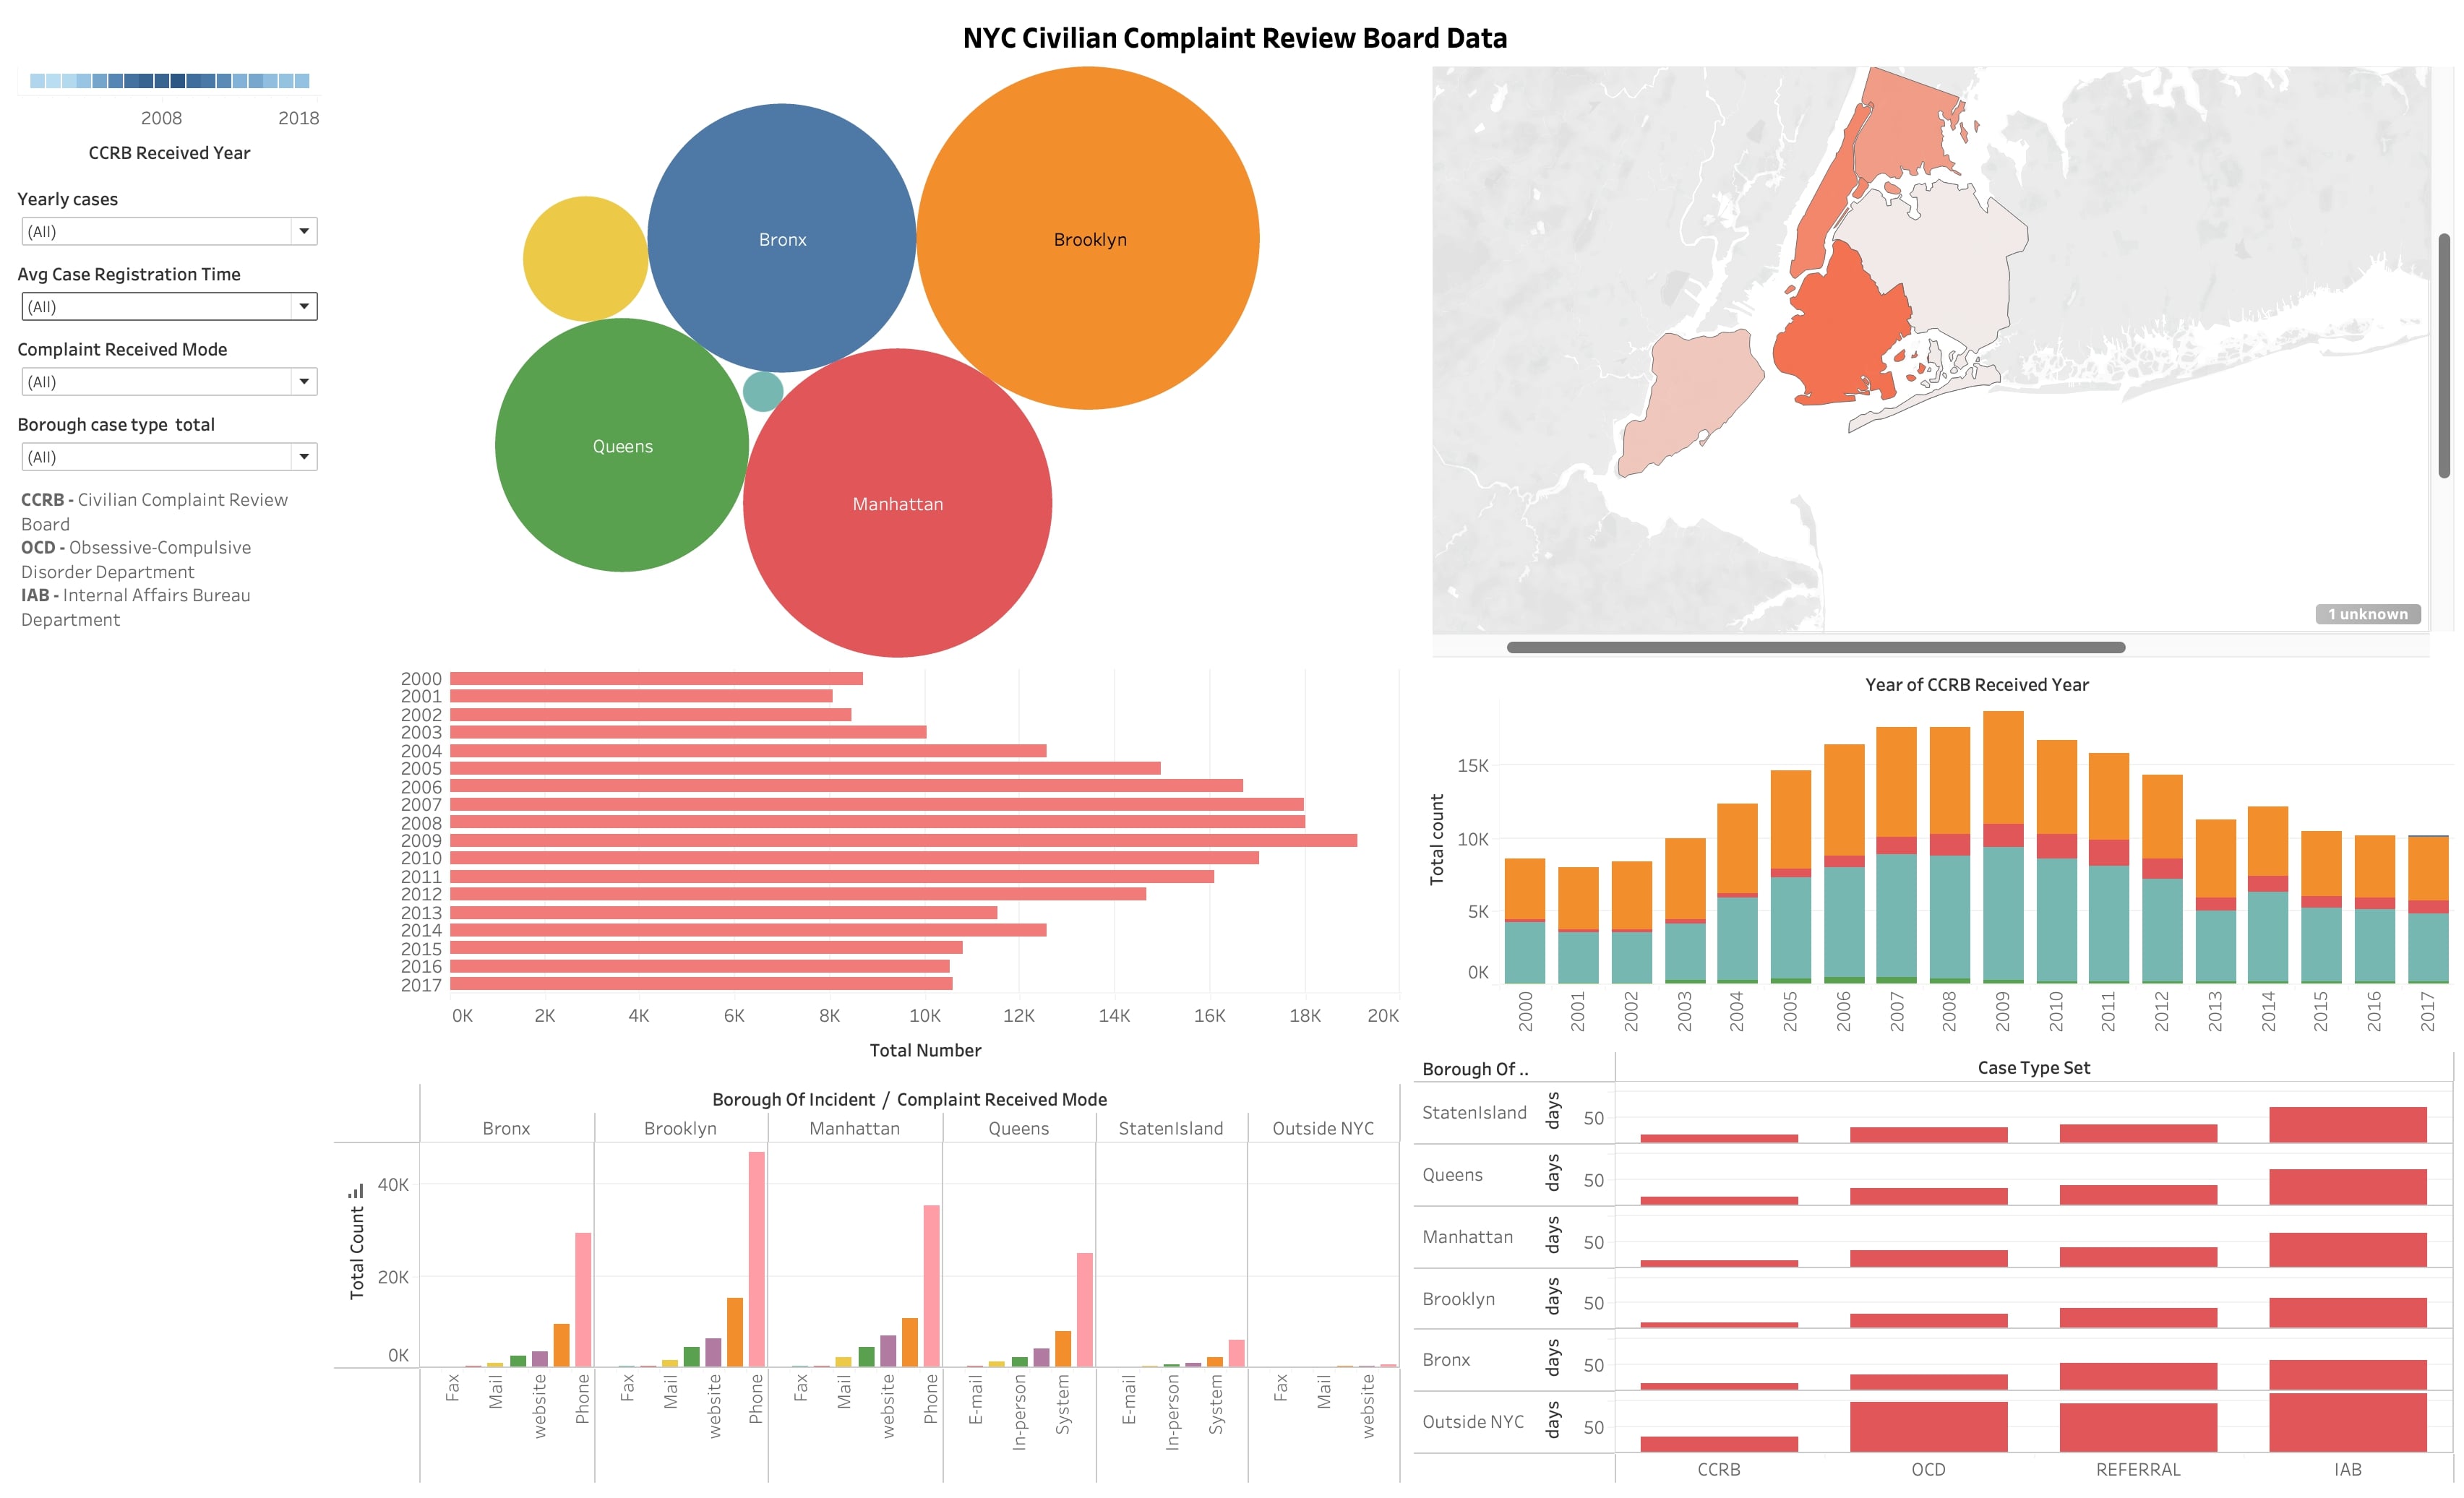 NYC Civilian Complaint Review Board Data
2008 2018
CCRB Received Year
Yearly cases
(All)
Avg Case Registration Time
(All)
Complaint Received Mode
(All)
Borough case type total
(All)
CCRB - Civilian Complaint Review
Board
OCD - Obsessive-Compulsive
Disorder Department
IAB - Internal Affairs Bureau
Department
Bronx
Brooklyn
Queens
Manhattan
1 unknown
2000
2001
2002
2003
2004
2005
2006
2007
2008
2009
2010
2011
2012
2013
2014
2015
2016
2017
0K 2K 4K 6K 8K 10K 12K 14K 16K 18K 20K
Total Number
Year of CCRB Received Year
Total count
15K
10K
5K
0K
2000 2001 2002 2003 2004 2005 2006 2007 2008 2009 2010 2011 2012 2013 2014 2015 2016 2017
Borough Of Incident / Complaint Received Mode
Bronx Brooklyn Manhattan Queens StatenIsland Outside NYC
Total Count
40K
20K
0K
Fax Mail website Phone Fax Mail website Phone Fax Mail website Phone E-mail In-person System E-mail In-person System Fax Mail website
Borough Of .. Case Type Set
StatenIsland days 50
Queens days 50
Manhattan days 50
Brooklyn days 50
Bronx days 50
Outside NYC days 50
CCRB OCD REFERRAL IAB